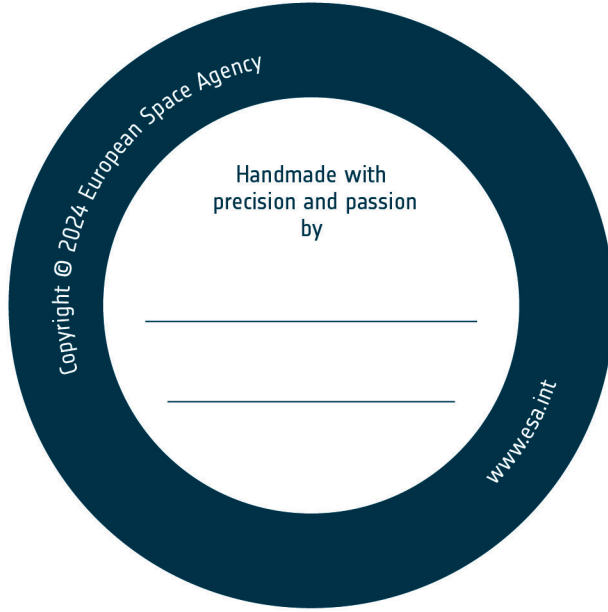 Copyright © 2024 European Space Agency
Handmade with
precision and passion
by
www.esa.int